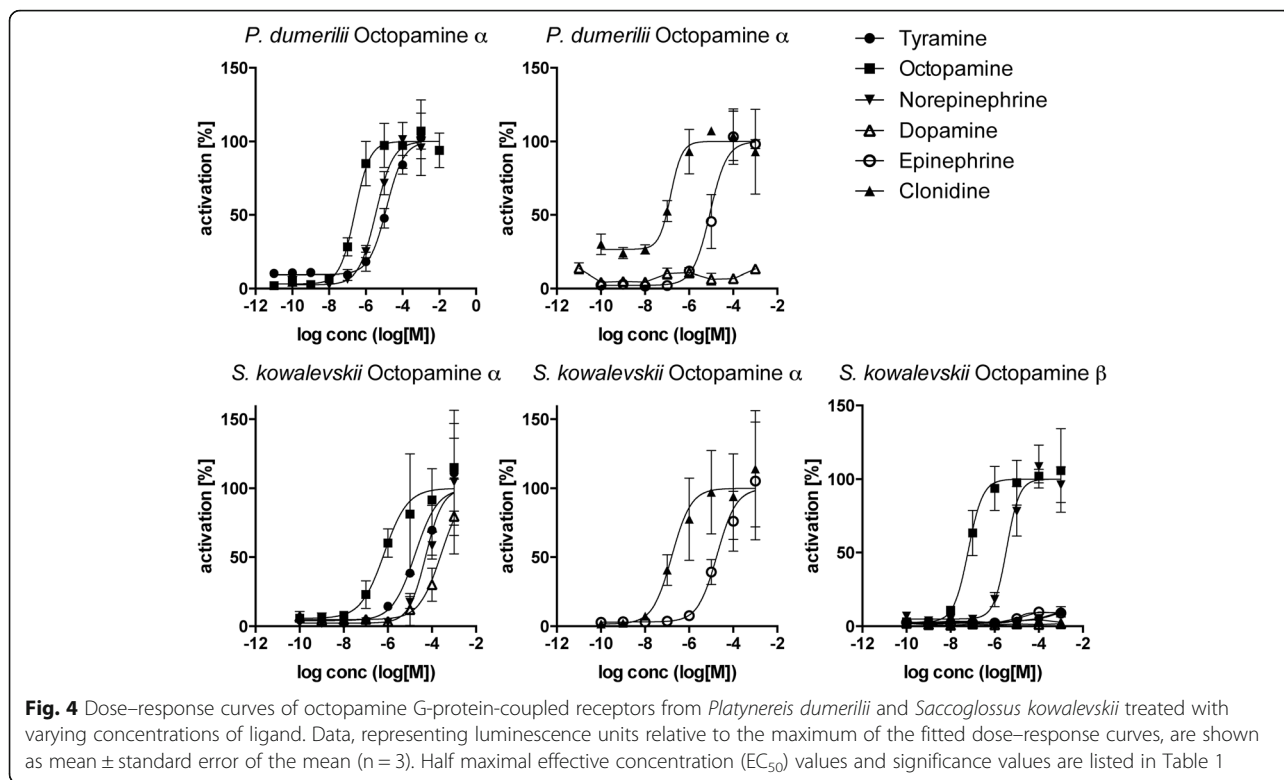 P. dumerilii Octopamine α
P. dumerilii Octopamine α
Tyramine
Octopamine
Norepinephrine
Dopamine
Epinephrine
Clonidine
activation [%]
150
100
50
0
-12 -10 -8 -6 -4 -2 0
log conc (log[M])
activation [%]
150
100
50
0
-12 -10 -8 -6 -4 -2
log conc (log[M])
S. kowalevskii Octopamine α
S. kowalevskii Octopamine α
S. kowalevskii Octopamine β
activation [%]
150
100
50
0
-12 -10 -8 -6 -4 -2
log conc (log[M])
activation [%]
150
100
50
0
-12 -10 -8 -6 -4 -2
log conc (log[M])
activation [%]
150
100
50
0
-12 -10 -8 -6 -4 -2
log conc (log[M])
Fig. 4 Dose–response curves of octopamine G-protein-coupled receptors from Platynereis dumerilii and Saccoglossus kowalevskii treated with
varying concentrations of ligand. Data, representing luminescence units relative to the maximum of the fitted dose–response curves, are shown
as mean ± standard error of the mean (n = 3). Half maximal effective concentration (EC50) values and significance values are listed in Table 1